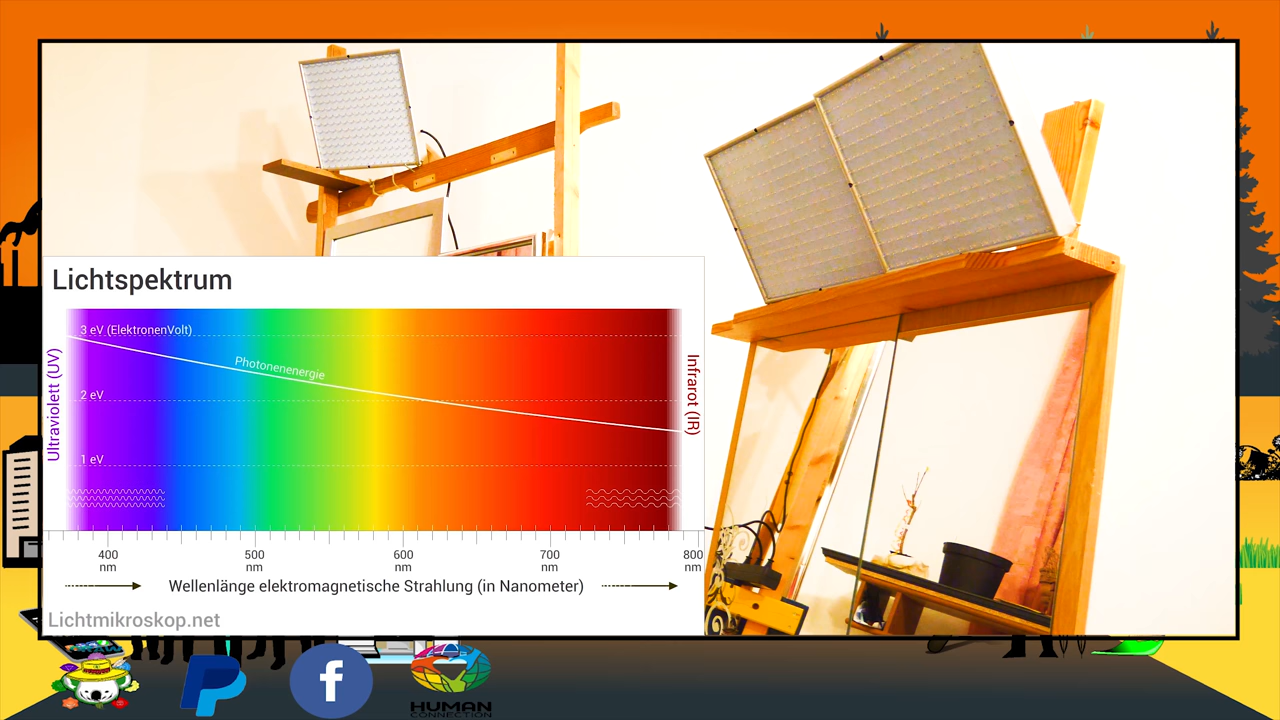 Lichtspektrum
3 eV (ElektronenVolt)
Photonenenergie
2 eV
1 eV
Ultraviolett (UV)
Infrarot (IR)
400 nm
500 nm
600 nm
700 nm
800 nm
Wellenlänge elektromagnetische Strahlung (in Nanometer)
Lichtmikroskop.net
HUMAN
CONNECTION